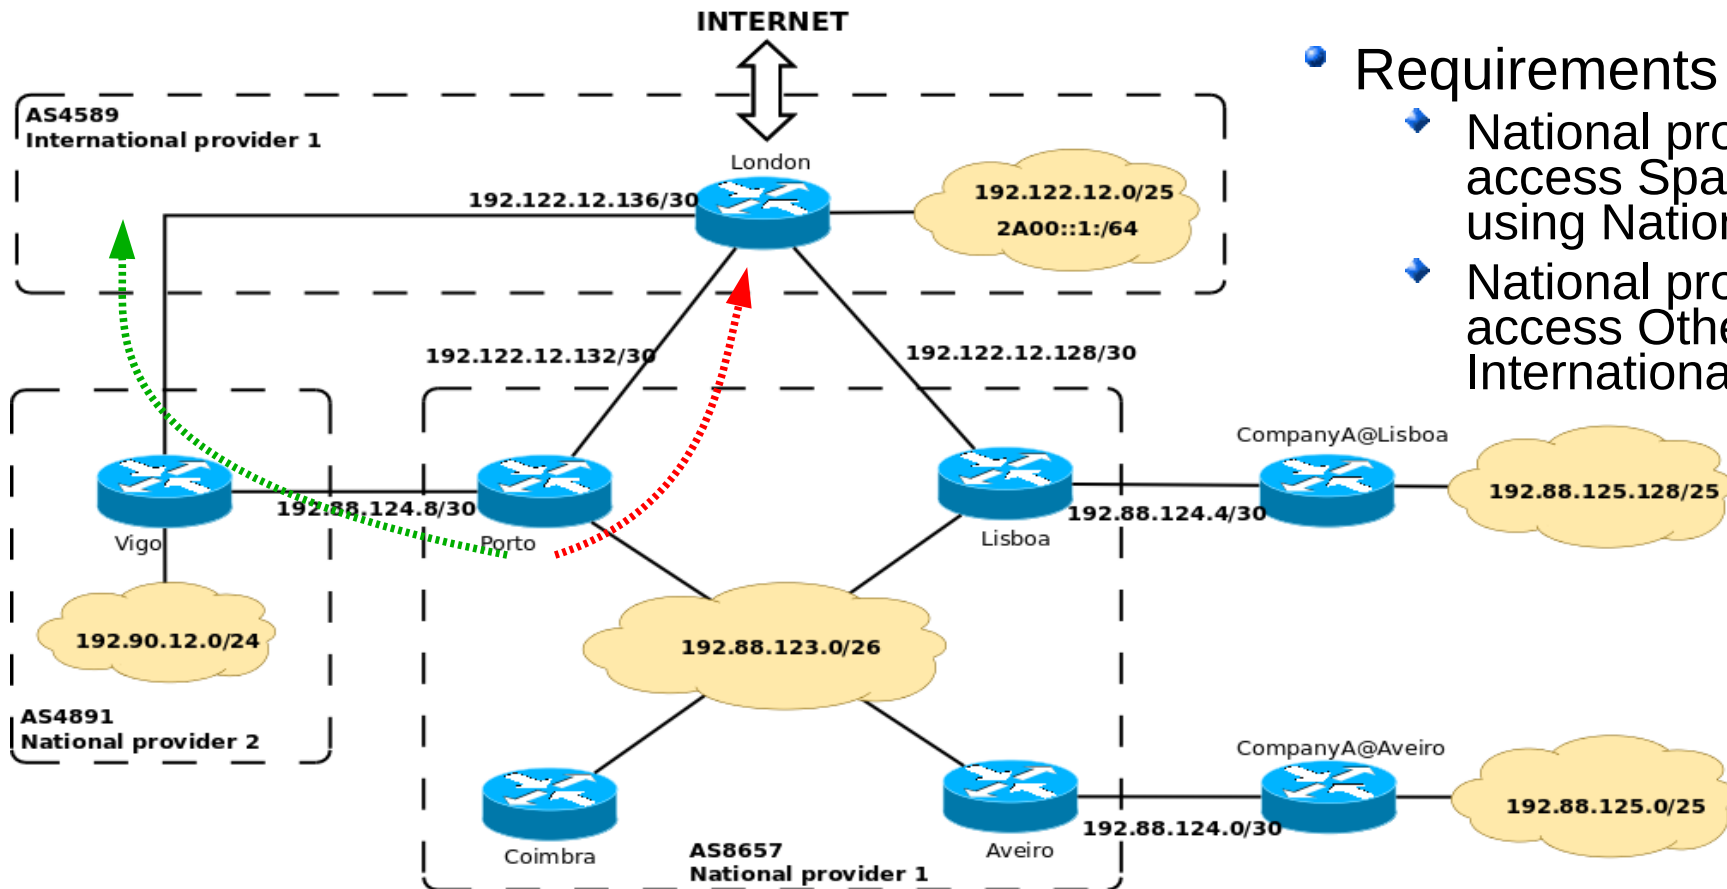 INTERNET
AS4589
International provider 1
London
192.122.12.136/30
192.122.12.0/25
2A00::1:/64
192.122.12.132/30
192.122.12.128/30
Vigo
192.88.124.8/30
Porto
Lisboa
192.88.124.4/30
CompanyA@Lisboa
192.88.125.128/25
192.90.12.0/24
AS4891
National provider 2
192.88.123.0/26
Coimbra
Aveiro
AS8657
National provider 1
192.88.124.0/30
CompanyA@Aveiro
192.88.125.0/25
Requirements
National pro
access Spa
using Nation
National pro
access Othe
Internationa